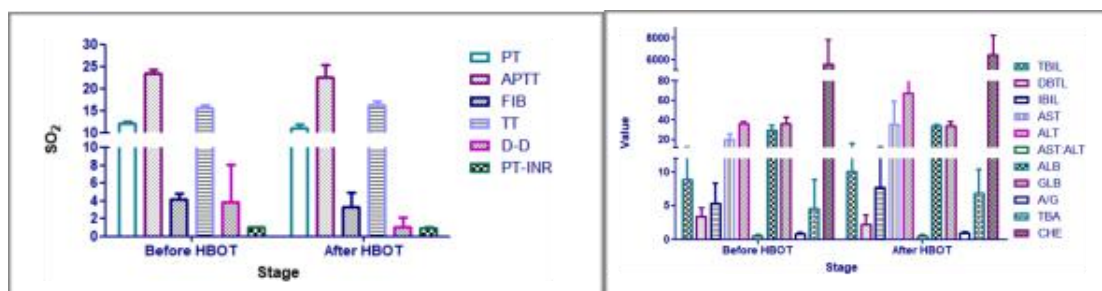 SO2
30
25
20
15
10
8
6
4
2
0
Before HBOT
After HBOT
Stage
PT
APTT
FIB
TT
D-D
PT-INR
Value
8000
6000
80
60
40
20
10
5
0
Before HBOT
After HBOT
Stage
TBIL
DBTL
IBIL
AST
ALT
AST:ALT
ALB
GLB
A/G
TBA
CHE